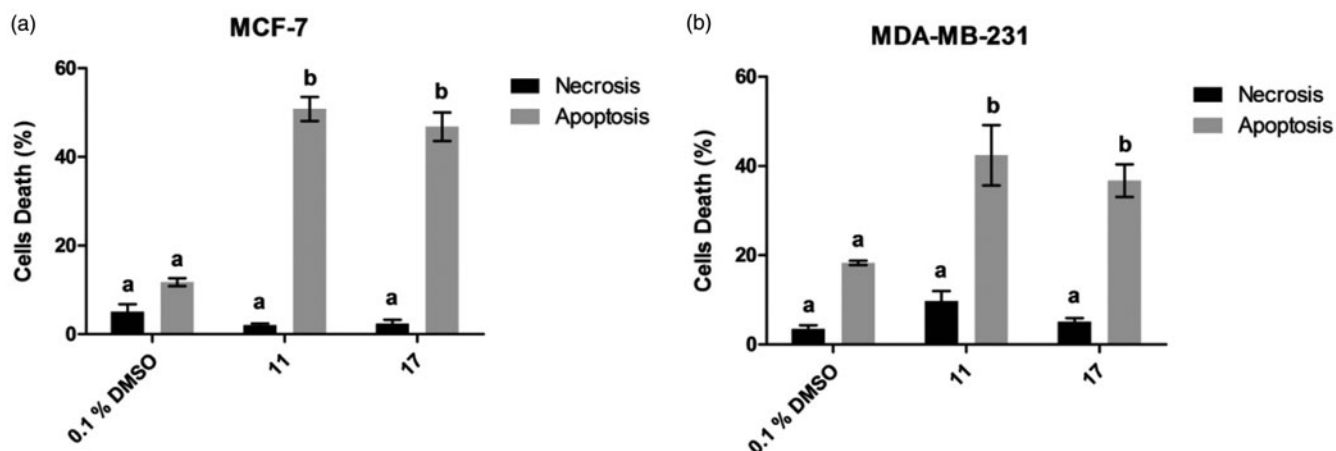 (a)
MCF-7
Cells Death (%)
60
40
20
0
a
a
a
b
a
b
0.1 % DMSO
11
17
Necrosis
Apoptosis
(b)
MDA-MB-231
Cells Death (%)
60
40
20
0
a
a
a
b
a
b
0.1 % DMSO
11
17
Necrosis
Apoptosis